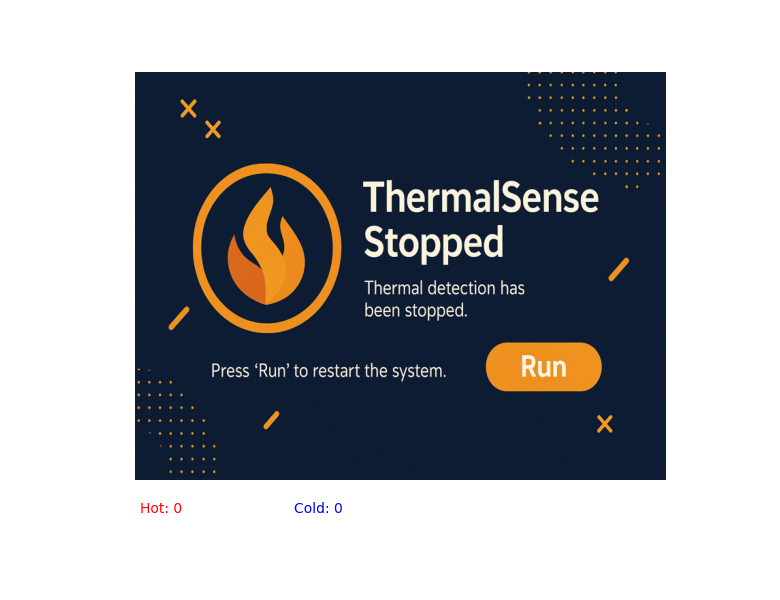 ThermalSense
Stopped
Thermal detection has
been stopped.
Press ‘Run’ to restart the system.
Run
Hot: 0
Cold: 0